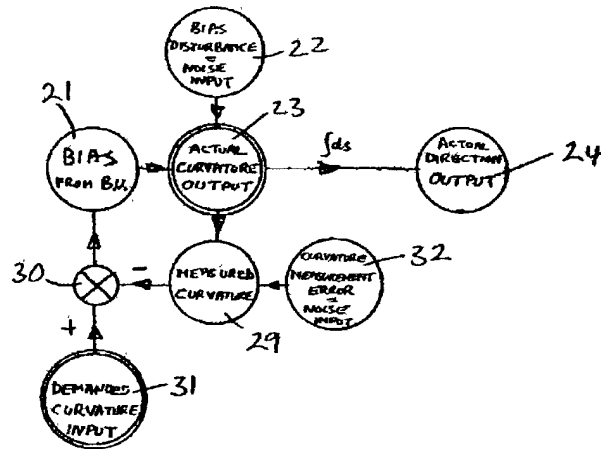 BIAS
DISTURBANCE
=
NOISE
INPUT
22
21
23
BIAS
FROM B.U.
ACTUAL
CURVATURE
OUTPUT
∫ds
ACTUAL
DIRECTION
OUTPUT
24
30
−
MEASURED
CURVATURE
29
CURVATURE
MEASUREMENT
ERROR
=
NOISE
INPUT
32
+
DEMANDED
CURVATURE
INPUT
31